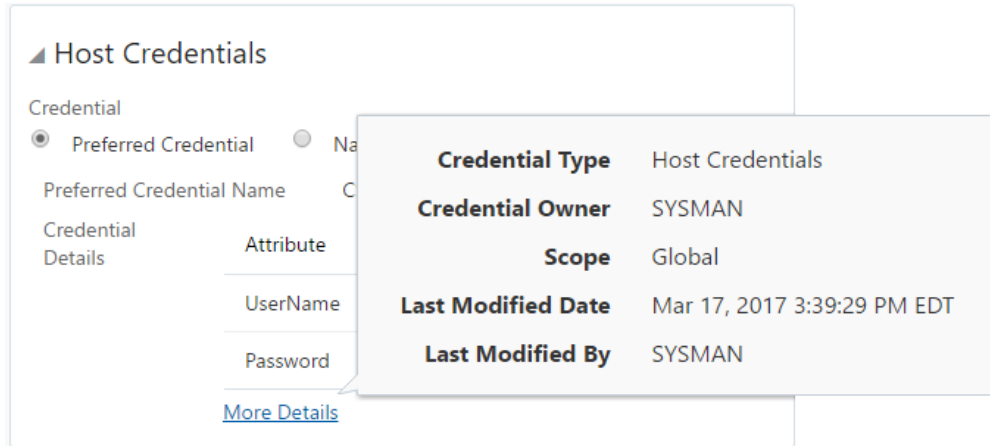 Host Credentials
Credential
Preferred Credential Na
Preferred Credential Name C
Credential
Details
Attribute
UserName
Password
More Details
Credential Type Host Credentials
Credential Owner SYSMAN
Scope Global
Last Modified Date Mar 17, 2017 3:39:29 PM EDT
Last Modified By SYSMAN